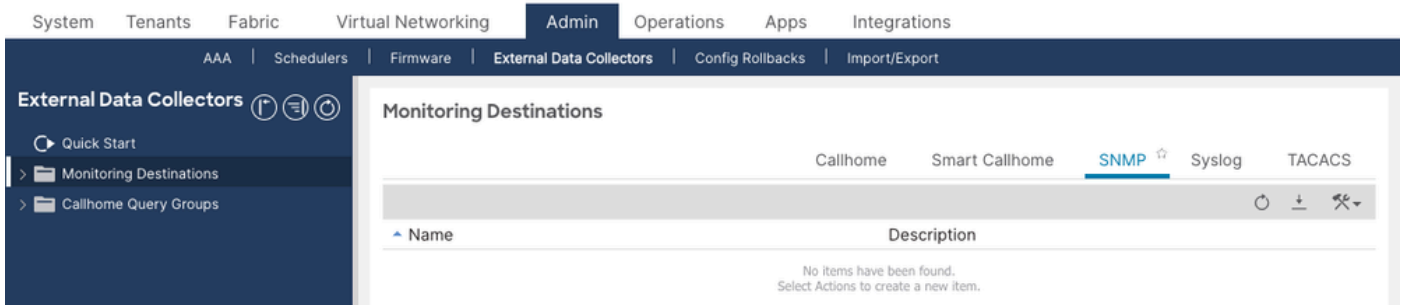 System Tenants Fabric Virtual Networking Admin Operations Apps Integrations
AAA | Schedulers | Firmware | External Data Collectors | Config Rollbacks | Import/Export
External Data Collectors
Quick Start
Monitoring Destinations
Callhome Query Groups
Monitoring Destinations
Callhome Smart Callhome SNMP Syslog TACACS
Name Description
No items have been found.
Select Actions to create a new item.